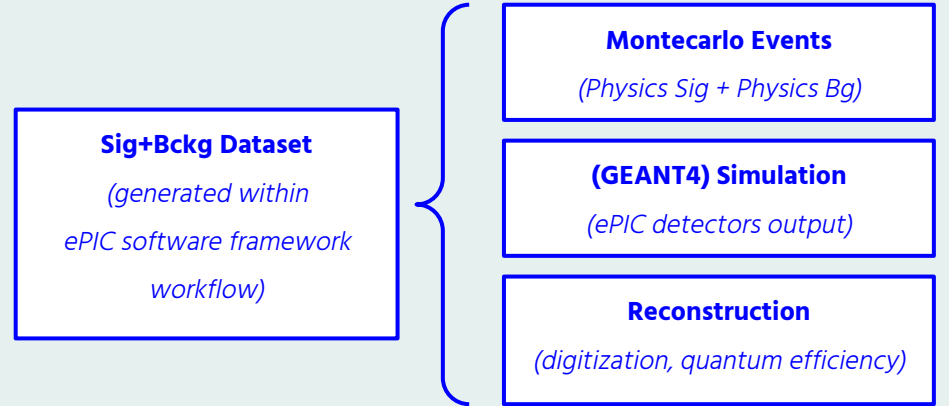 Sig+Bckg Dataset
(generated within
ePIC software framework
workflow)
Montecarlo Events
(Physics Sig + Physics Bg)
(GEANT4) Simulation
(ePIC detectors output)
Reconstruction
(digitization, quantum efficiency)